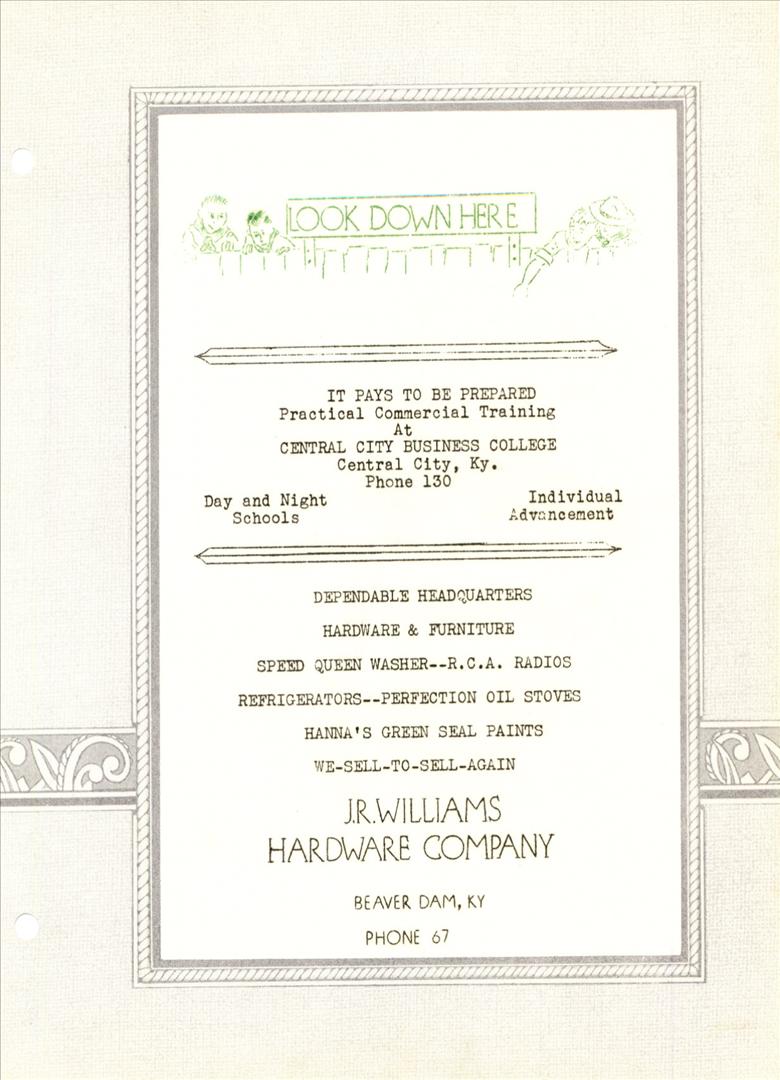 LOOK DOWN HERE
IT PAYS TO BE PREPARED
Practical Commercial Training
At
CENTRAL CITY BUSINESS COLLEGE
Central City, Ky.
Phone 130
Day and Night
Schools
Individual
Advancement
DEPENDABLE HEADQUARTERS
HARDWARE & FURNITURE
SPEED QUEEN WASHER--R.C.A. RADIOS
REFRIGERATORS--PERFECTION OIL STOVES
HANNA'S GREEN SEAL PAINTS
WE-SELL-TO-SELL-AGAIN
J.R.WILLIAMS
HARDWARE COMPANY
BEAVER DAM, KY
PHONE 67